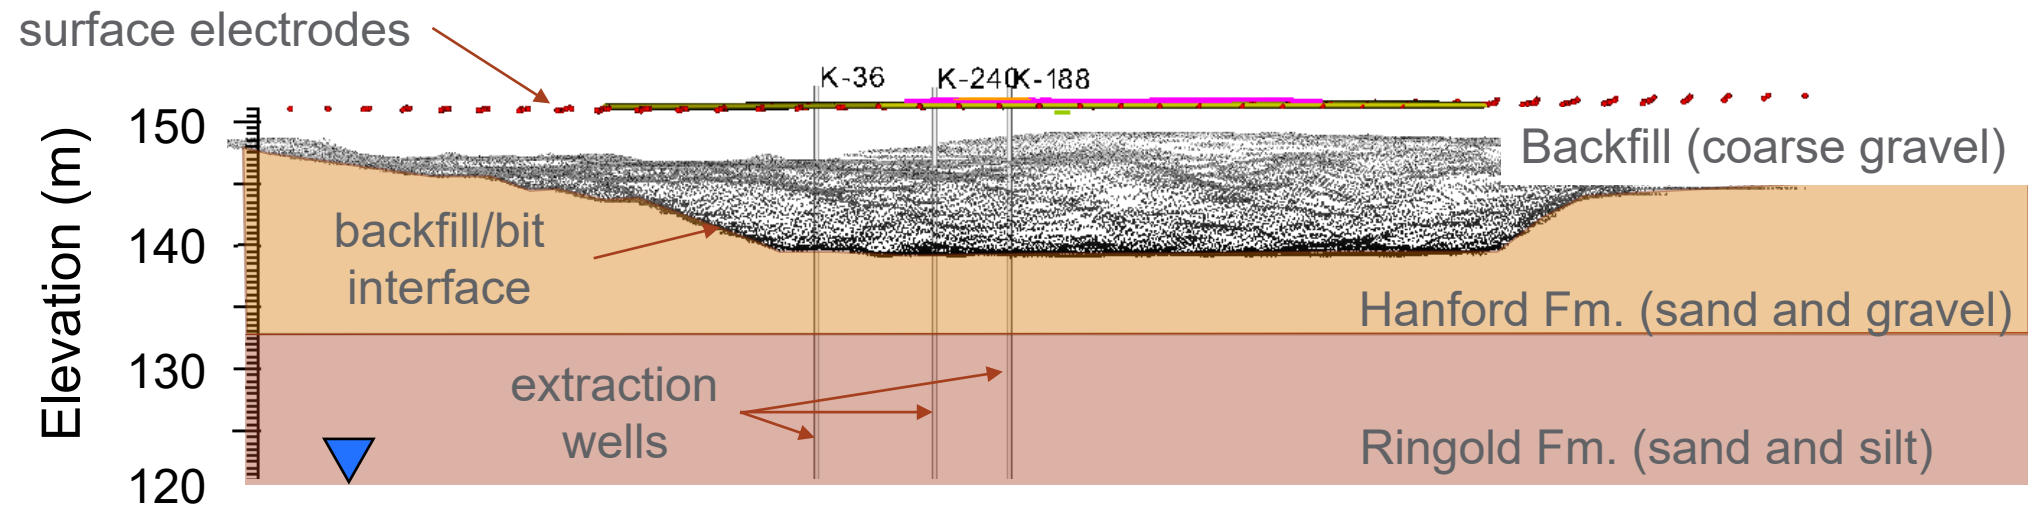 surface electrodes
K-36
K-240
K-188
150
Backfill (coarse gravel)
Elevation (m)
backfill/bit
interface
140
Hanford Fm. (sand and gravel)
130
extraction
wells
Ringold Fm. (sand and silt)
120